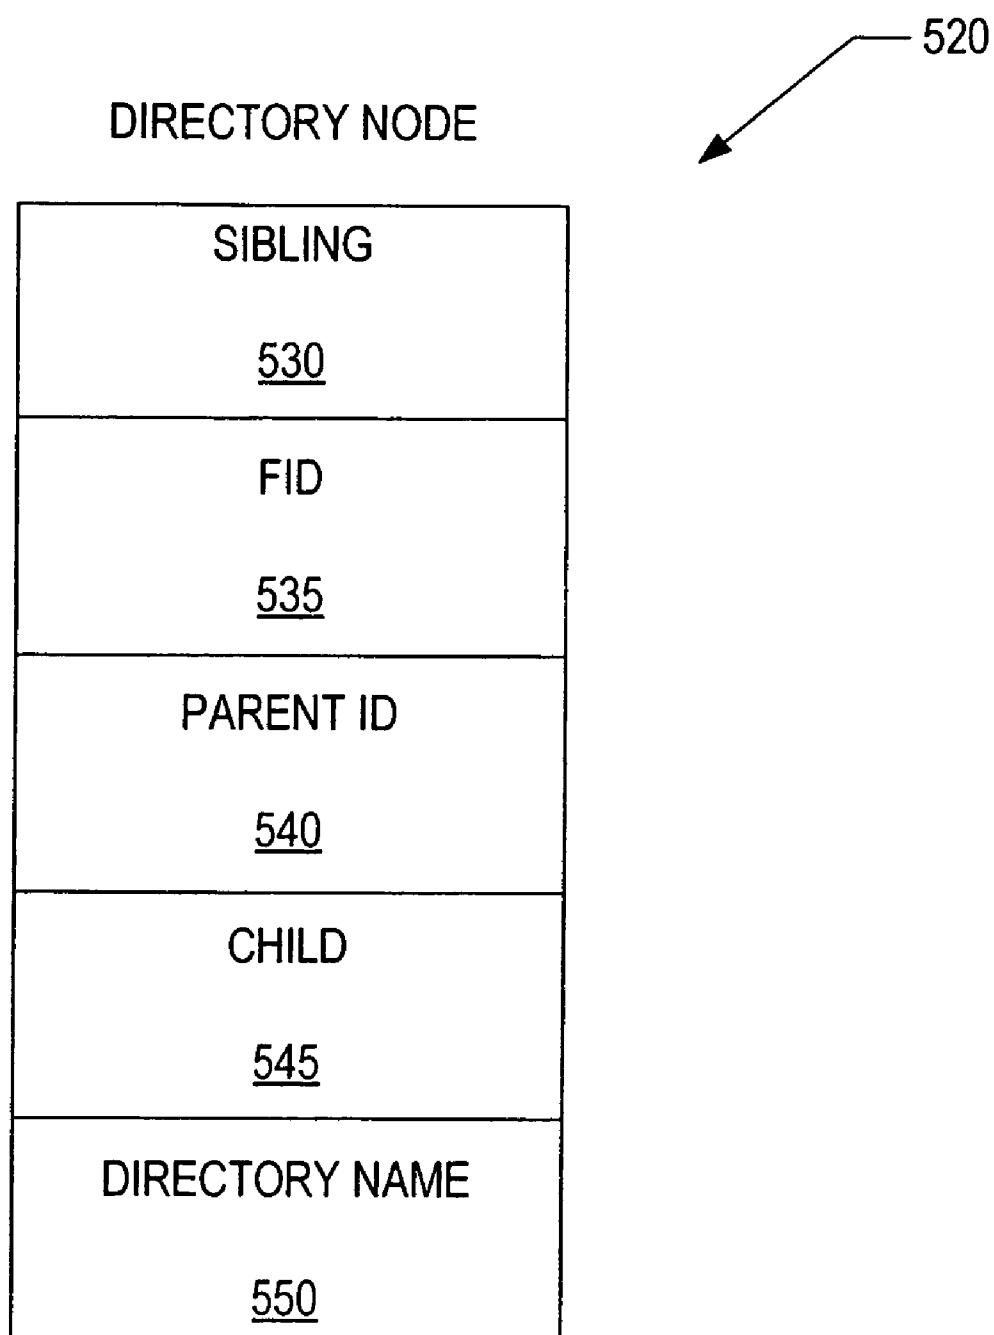 520
DIRECTORY NODE
SIBLING
530
FID
535
PARENT ID
540
CHILD
545
DIRECTORY NAME
550